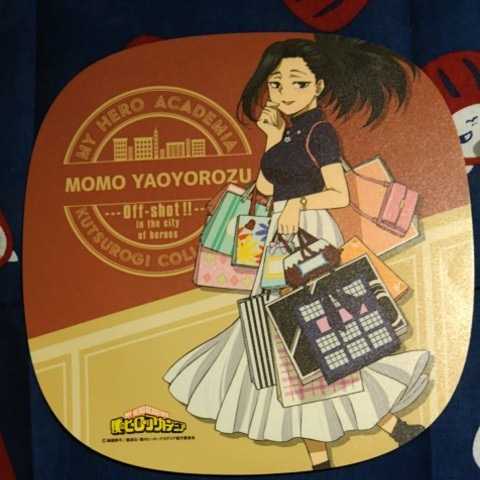 MY HERO ACADEMIA
MOMO YAOYOROZU
---Off-shot!!---
in the city
of heroes
KUTSUROGI COLL
僕のヒーローアカデミア